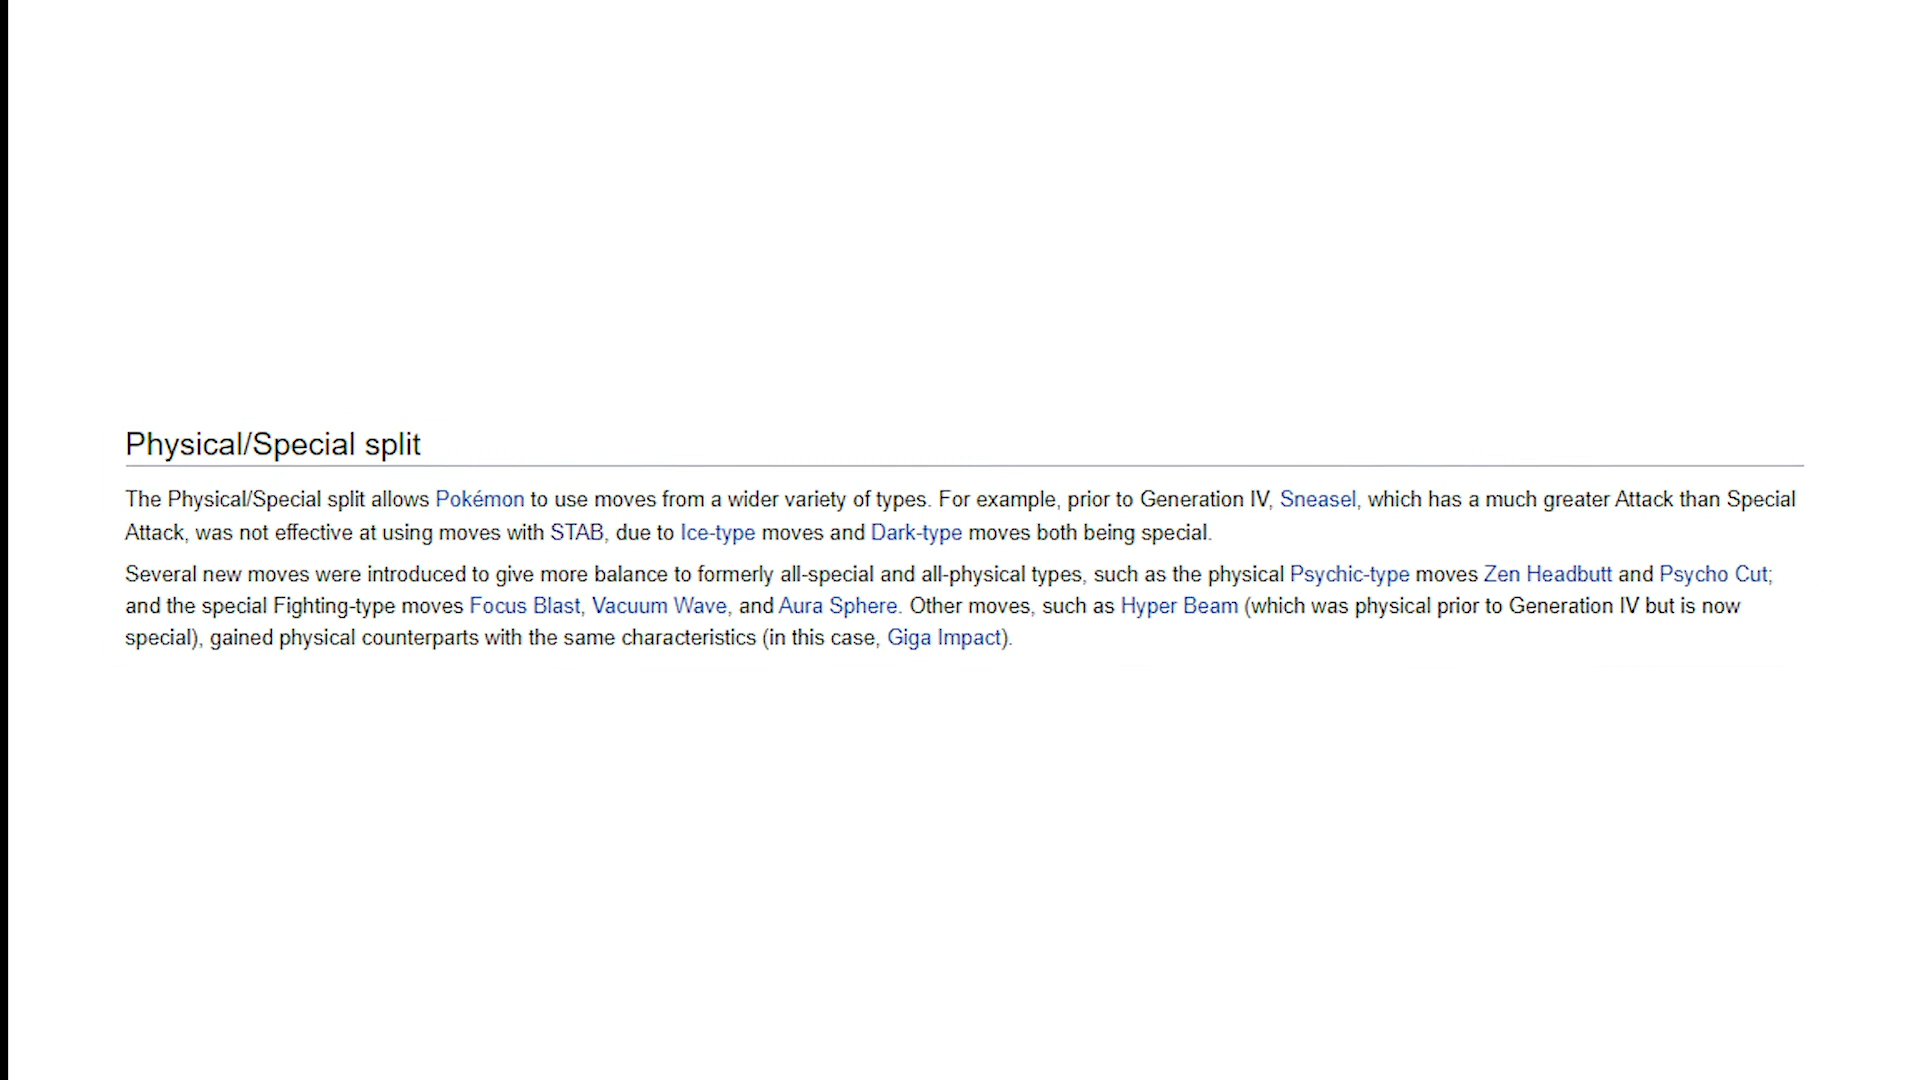 Physical/Special split
The Physical/Special split allows Pokémon to use moves from a wider variety of types. For example, prior to Generation IV, Sneasel, which has a much greater Attack than Special
Attack, was not effective at using moves with STAB, due to Ice-type moves and Dark-type moves both being special.
Several new moves were introduced to give more balance to formerly all-special and all-physical types, such as the physical Psychic-type moves Zen Headbutt and Psycho Cut;
and the special Fighting-type moves Focus Blast, Vacuum Wave, and Aura Sphere. Other moves, such as Hyper Beam (which was physical prior to Generation IV but is now
special), gained physical counterparts with the same characteristics (in this case, Giga Impact).